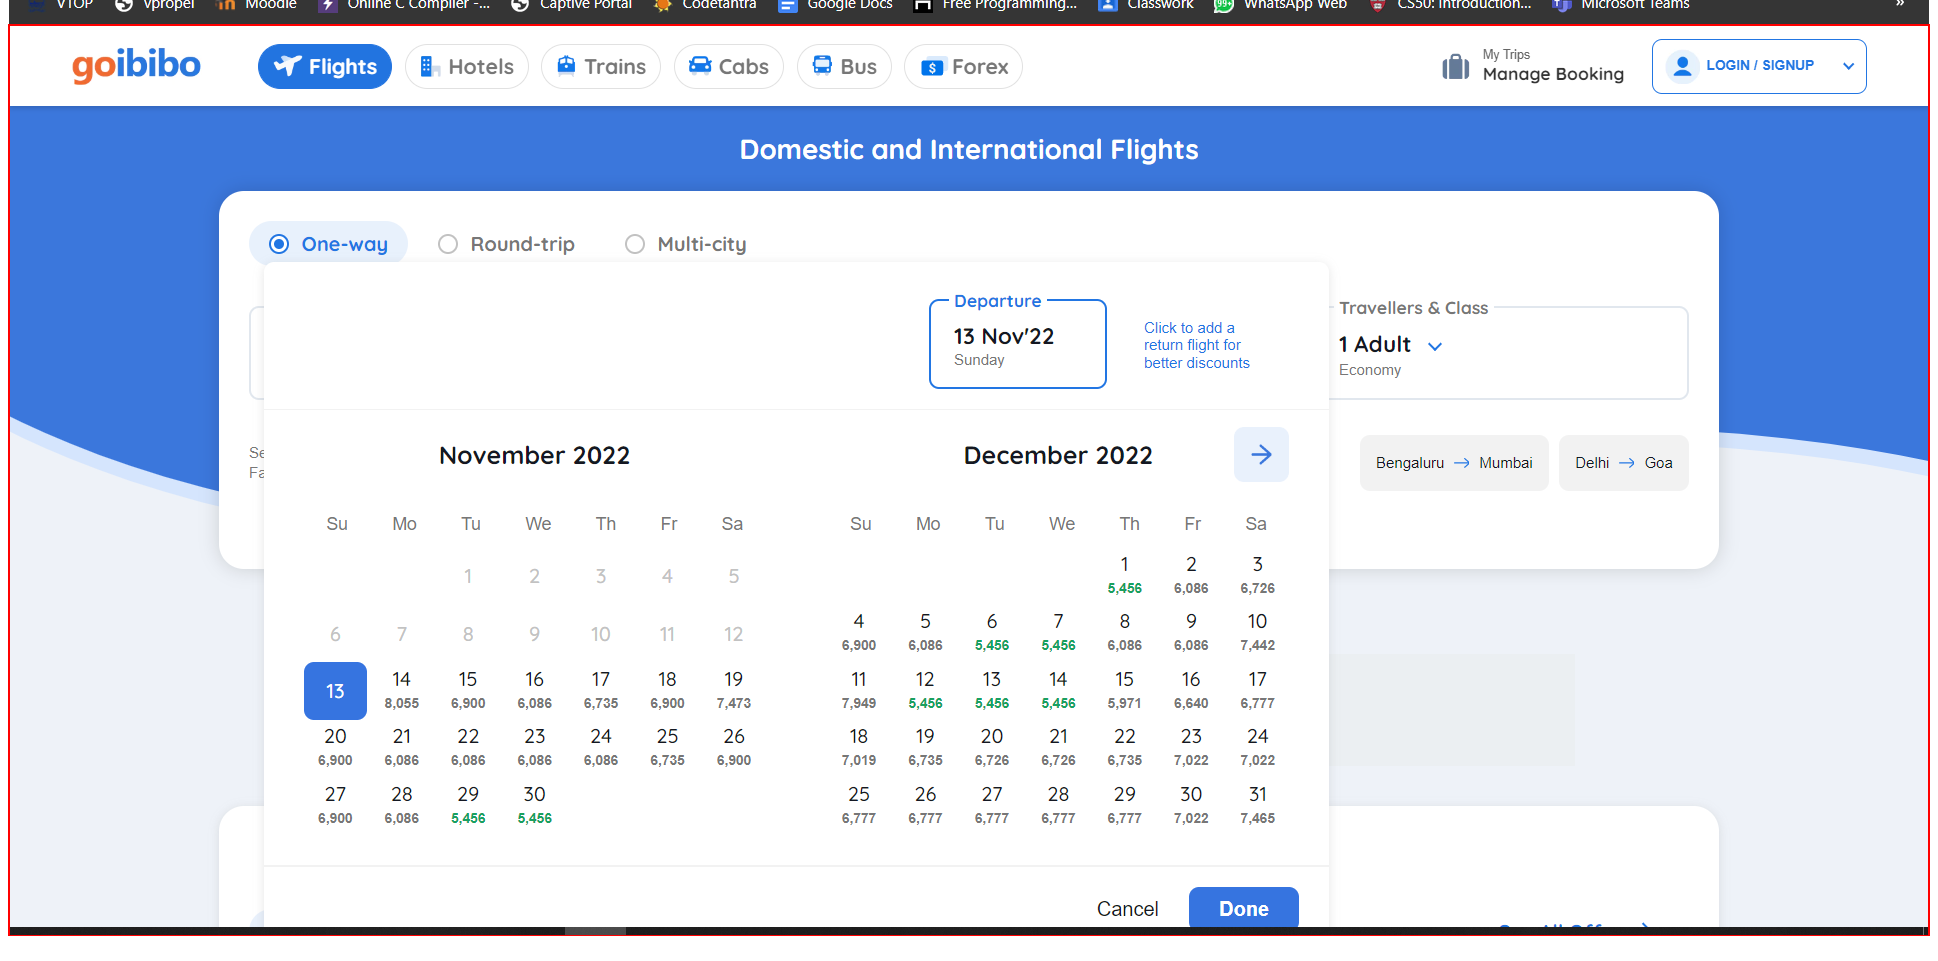 VTOP Vpropel Moodle Online C Compiler -... Captive Portal Codetantra Google Docs Free Programming... Classwork WhatsApp Web CS50: Introduction... Microsoft Teams »
goibibo Flights Hotels Trains Cabs Bus Forex
My Trips
Manage Booking
LOGIN / SIGNUP
Domestic and International Flights
One-way Round-trip Multi-city
Departure
13 Nov'22
Sunday
Click to add a
return flight for
better discounts
Travellers & Class
1 Adult
Economy
Se
Fa
Bengaluru → Mumbai Delhi → Goa
November 2022
Su Mo Tu We Th Fr Sa
1 2 3 4 5
6 7 8 9 10 11 12
13 14 15 16 17 18 19
8,055 6,900 6,086 6,735 6,900 7,473
20 21 22 23 24 25 26
6,900 6,086 6,086 6,086 6,086 6,735 6,900
27 28 29 30
6,900 6,086 5,456 5,456
December 2022
Su Mo Tu We Th Fr Sa
1 2 3
5,456 6,086 6,726
4 5 6 7 8 9 10
6,900 6,086 5,456 5,456 6,086 6,086 7,442
11 12 13 14 15 16 17
7,949 5,456 5,456 5,456 5,971 6,640 6,777
18 19 20 21 22 23 24
7,019 6,735 6,726 6,726 6,735 7,022 7,022
25 26 27 28 29 30 31
6,777 6,777 6,777 6,777 6,777 7,022 7,465
Cancel Done